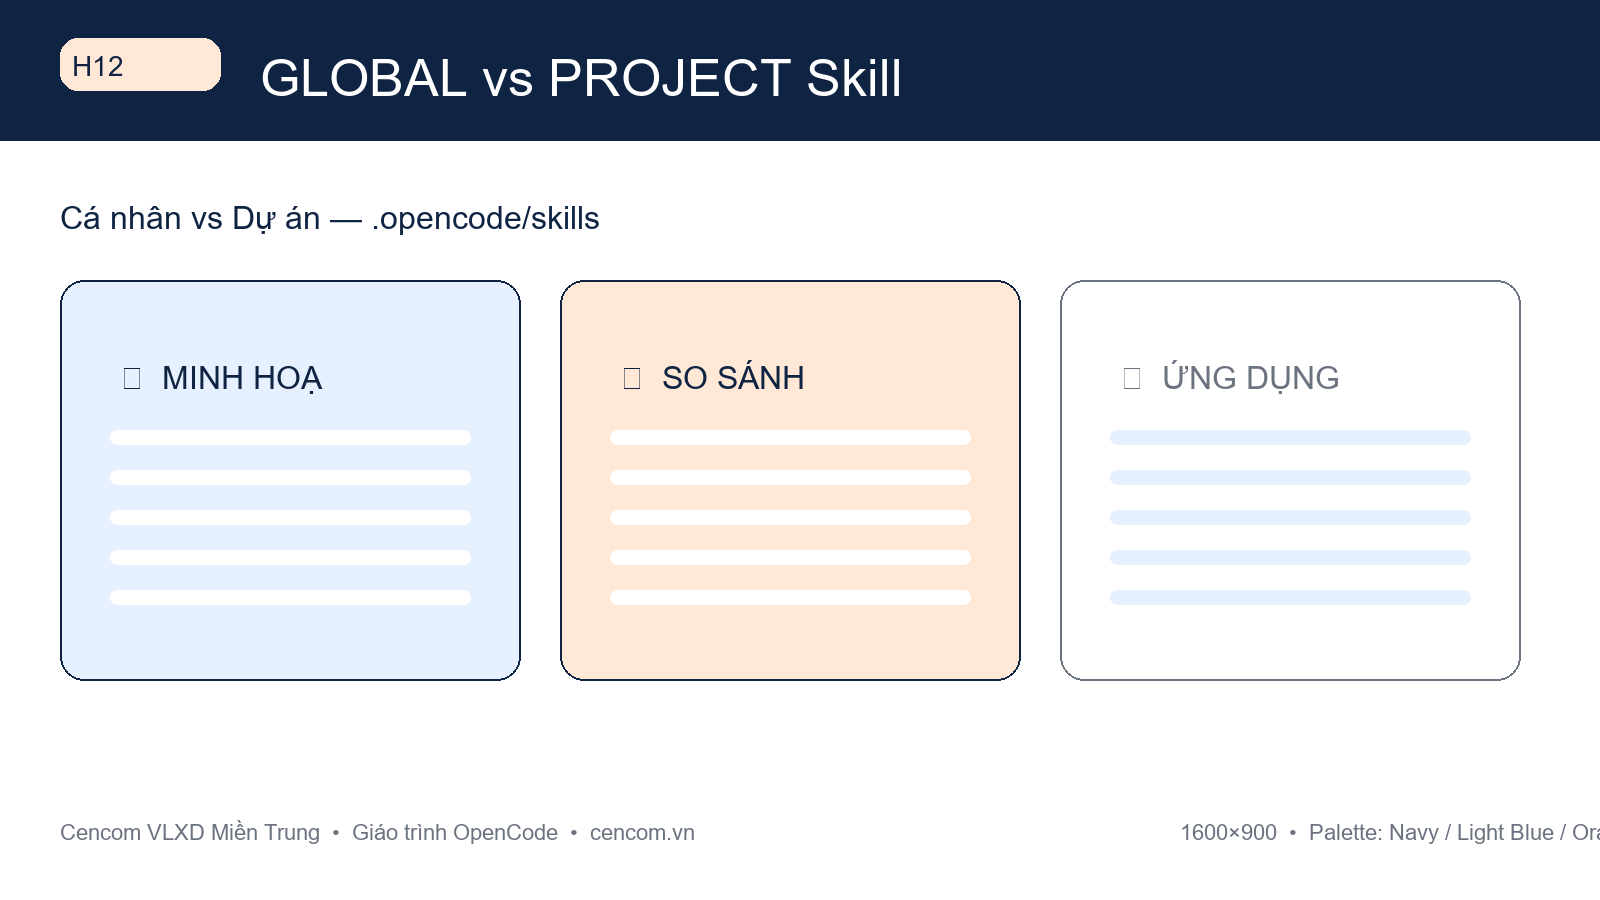 H12
GLOBAL vs PROJECT Skill
Cá nhân vs Dự án — .opencode/skills
MINH HOẠ
SO SÁNH
ỨNG DỤNG
Cencom VLXD Miền Trung • Giáo trình OpenCode • cencom.vn
1600×900 • Palette: Navy / Light Blue /